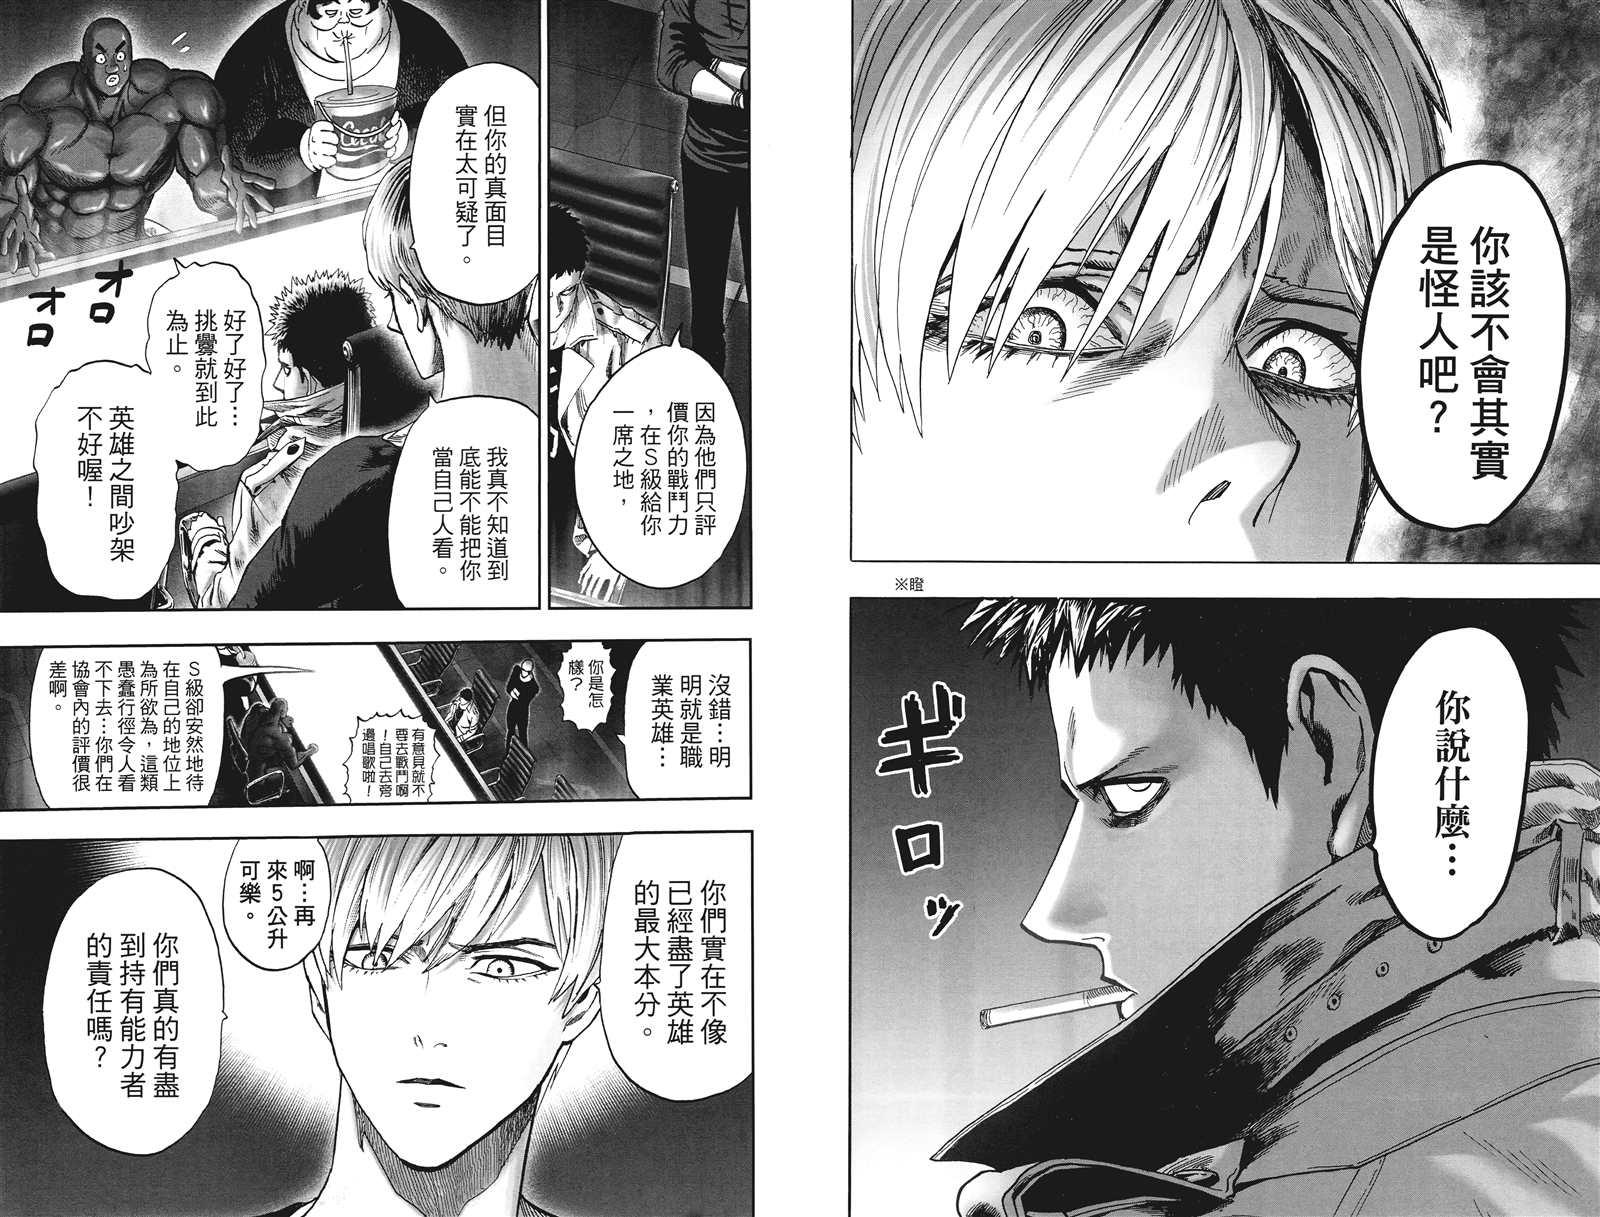 你該不會其實
是怪人吧？
※瞪
你說什麼…
ギロッ
因為他們只評
價你的戰鬥力
，在Ｓ級給你
一席之地，
但你的真面目
實在太可疑了。
Coca
我真不知道到
底能不能把你
當自己人看。
好了好了…
挑釁就到此
為止。
英雄之間吵架
不好喔！
オロ
オロ
沒錯…明
明就是職
業英雄…
你是怎
樣？
有意見就不
要去戰鬥啊
！自己去旁
邊唱歌啦！
Ｓ級卻安然地待
在自己的地位上
為所欲為，這類
愚蠢行徑令人看
不下去…你們在
協會內的評價很
差啊。
你們實在不像
已經盡了英雄
的最大本分。
啊…再
來５公升
可樂。
你們真的有盡
到持有能力者
的責任嗎？